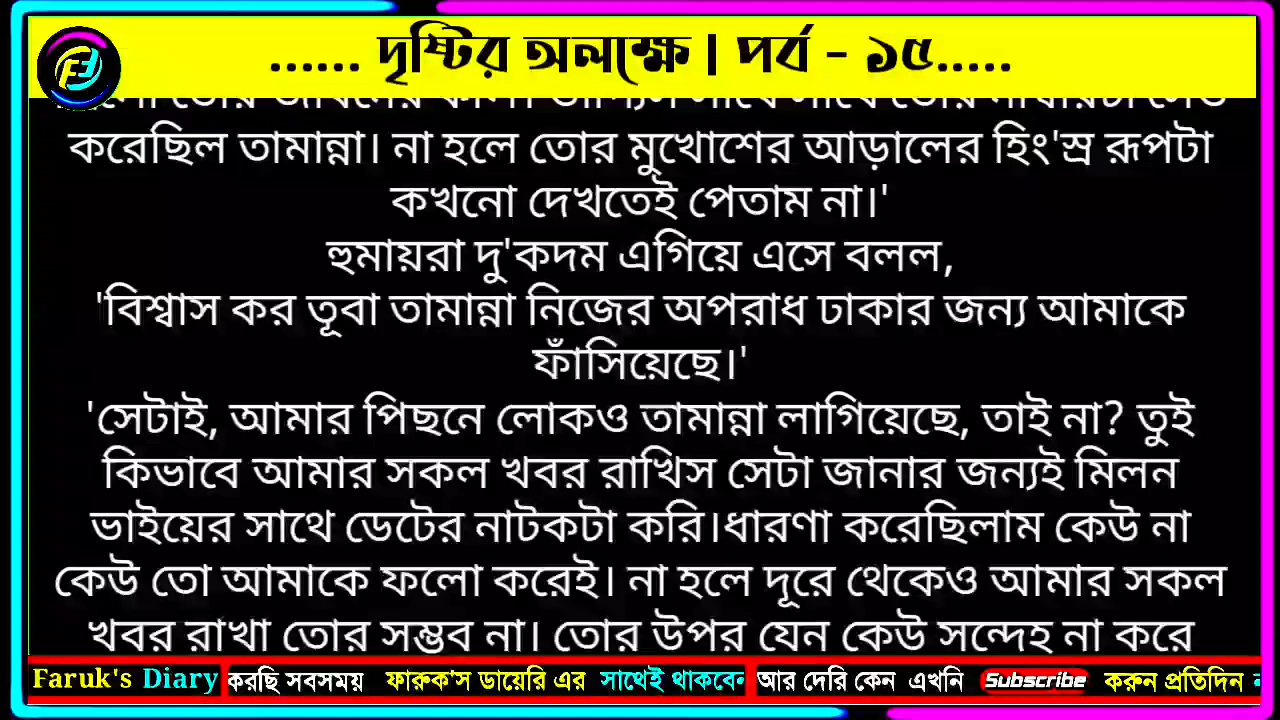 ...... দৃষ্টির অলক্ষে | পর্ব - ১৫.....
করেছিল তামান্না। না হলে তোর মুখোশের আড়ালের হিং'স্র রূপটা
কখনো দেখতেই পেতাম না।'
হুমায়রা দু'কদম এগিয়ে এসে বলল,
'বিশ্বাস কর তূবা তামান্না নিজের অপরাধ ঢাকার জন্য আমাকে
ফাঁসিয়েছে।'
'সেটাই, আমার পিছনে লোকও তামান্না লাগিয়েছে, তাই না? তুই
কিভাবে আমার সকল খবর রাখিস সেটা জানার জন্যই মিলন
ভাইয়ের সাথে ডেটের নাটকটা করি।ধারণা করেছিলাম কেউ না
কেউ তো আমাকে ফলো করেই। না হলে দূরে থেকেও আমার সকল
খবর রাখা তোর সম্ভব না। তোর উপর যেন কেউ সন্দেহ না করে
Faruk's Diary করছি সবসময় ফারুক'স ডায়েরি এর সাথেই থাকবেন আর দেরি কেন এখনি Subscribe করুন প্রতিদিন